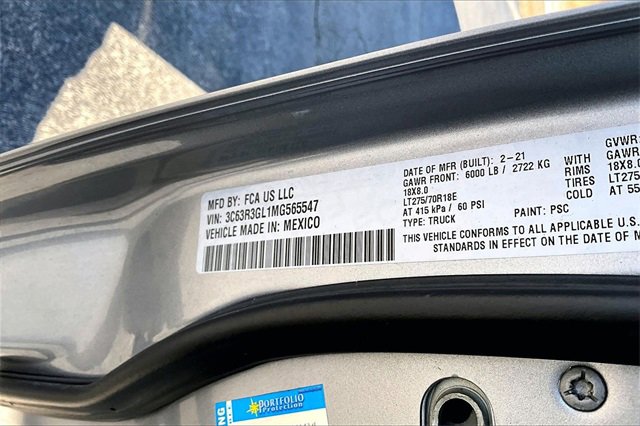 MFD BY: FCA US LLC
VIN: 3C63R3GL1MG565547
VEHICLE MADE IN: MEXICO
DATE OF MFR (BUILT): 2-21
GAWR FRONT: 6000 LB / 2722 KG WITH
18X8.0 RIMS
LT275/70R18E TIRES
AT 415 kPa / 60 PSI COLD
TYPE: TRUCK PAINT: PSC
THIS VEHICLE CONFORMS TO ALL APPLICABLE U.S.
STANDARDS IN EFFECT ON THE DATE OF M
GVWR
GAWR
18X8.0
LT275
AT 55
PORTFOLIO
Protection